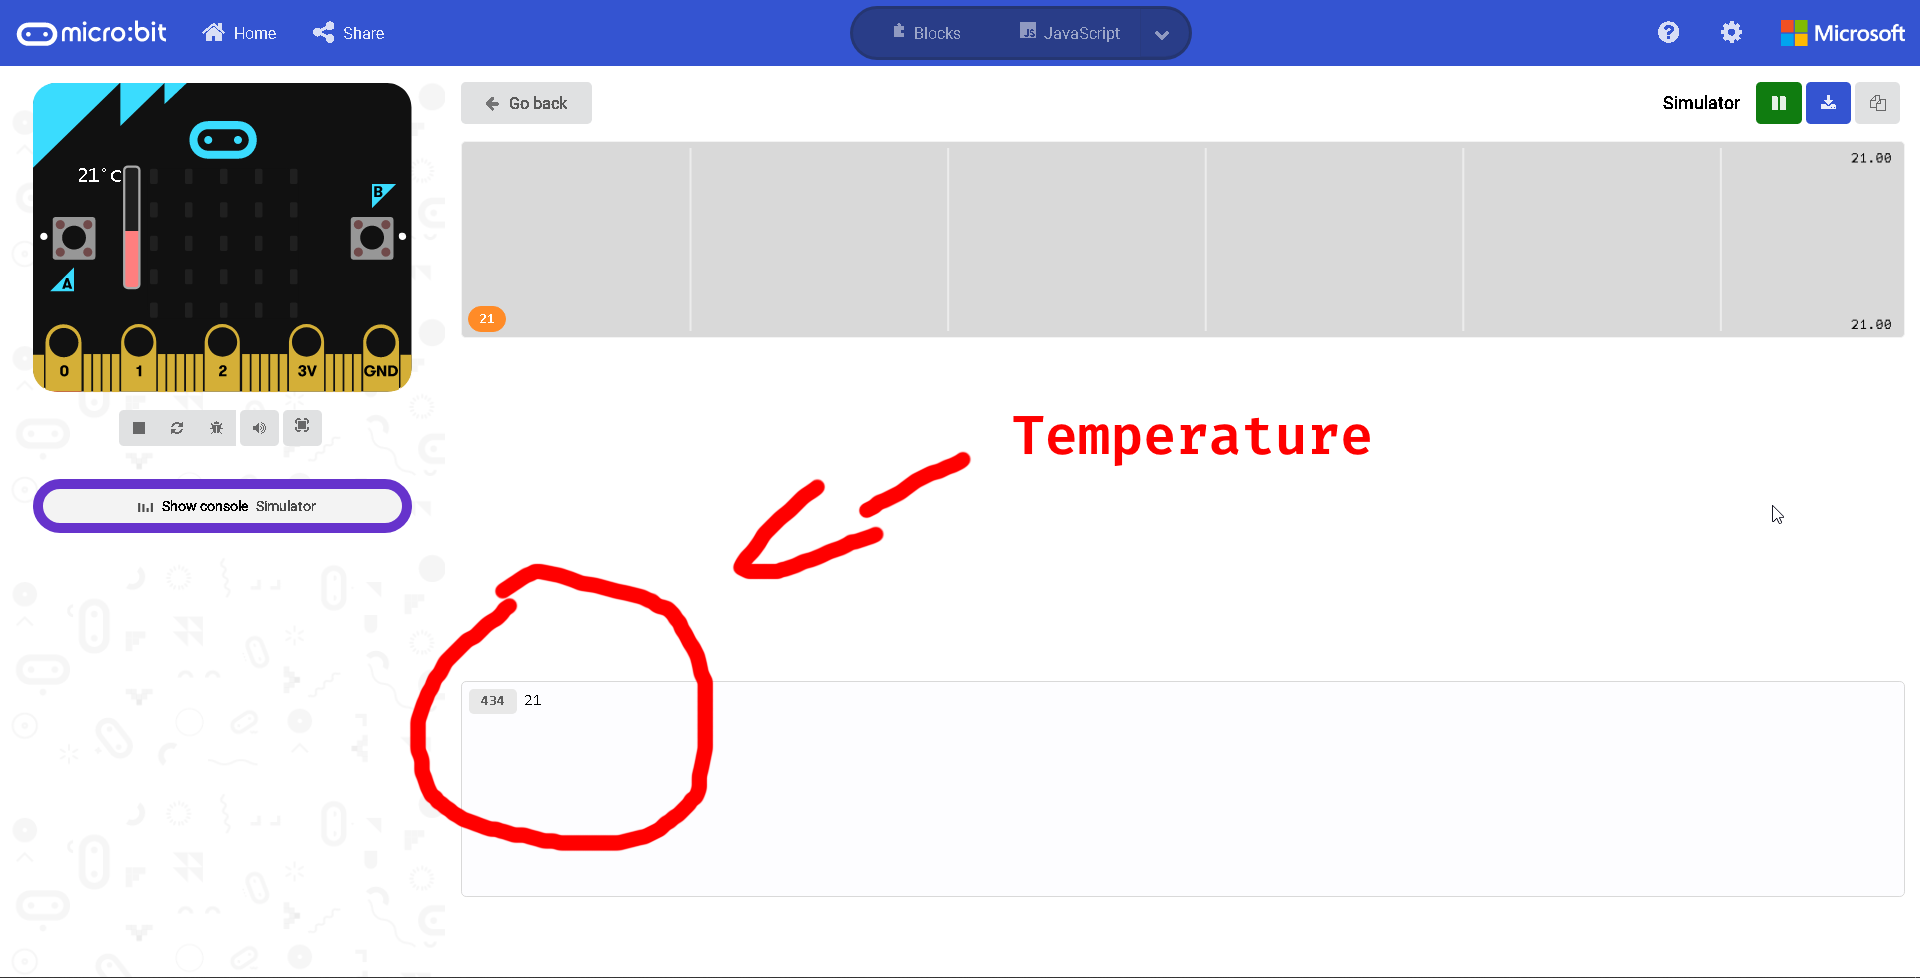 micro:bit Home Share Blocks JavaScript Microsoft
Go back Simulator
21.00
21°C
B
A
21
21.00
0 1 2 3V GND
Temperature
Show console Simulator
434 21